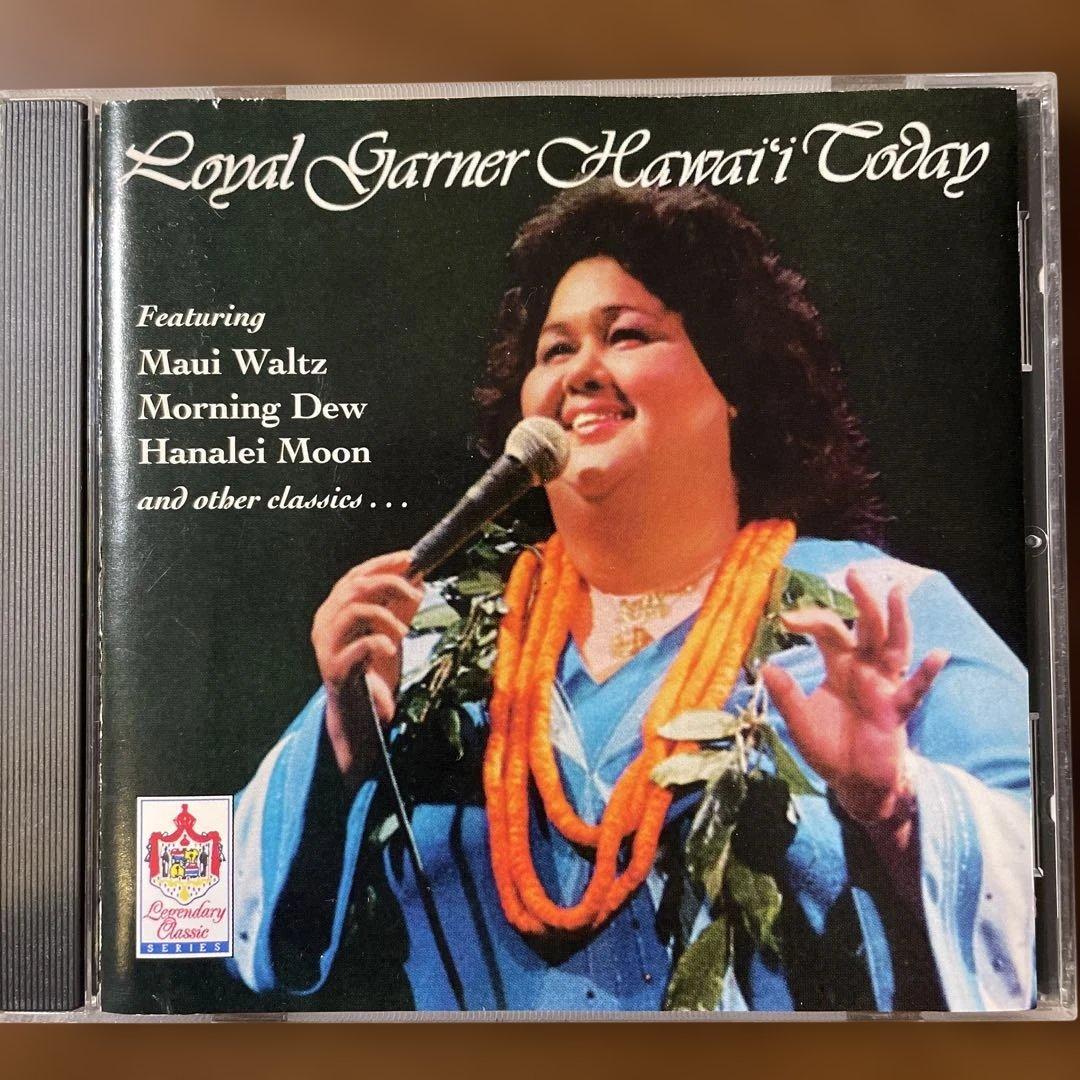 Loyal Garner Hawai‘i Today
Featuring
Maui Waltz
Morning Dew
Hanalei Moon
and other classics . . .
Legendary
Classic
SERIES